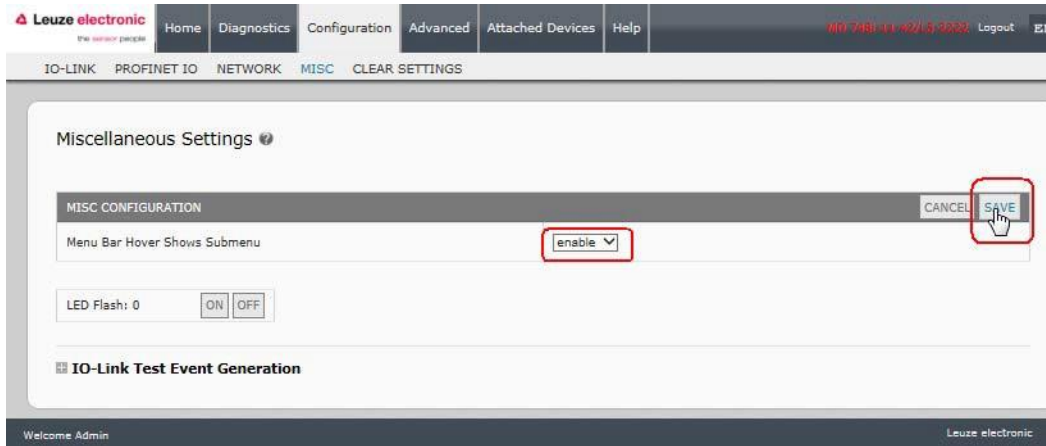 Leuze electronic
the sensor people
Home Diagnostics Configuration Advanced Attached Devices Help
Logout
IO-LINK PROFINET IO NETWORK MISC CLEAR SETTINGS
Miscellaneous Settings
MISC CONFIGURATION CANCEL SAVE
Menu Bar Hover Shows Submenu enable
LED Flash: 0 ON OFF
IO-Link Test Event Generation
Welcome Admin Leuze electronic